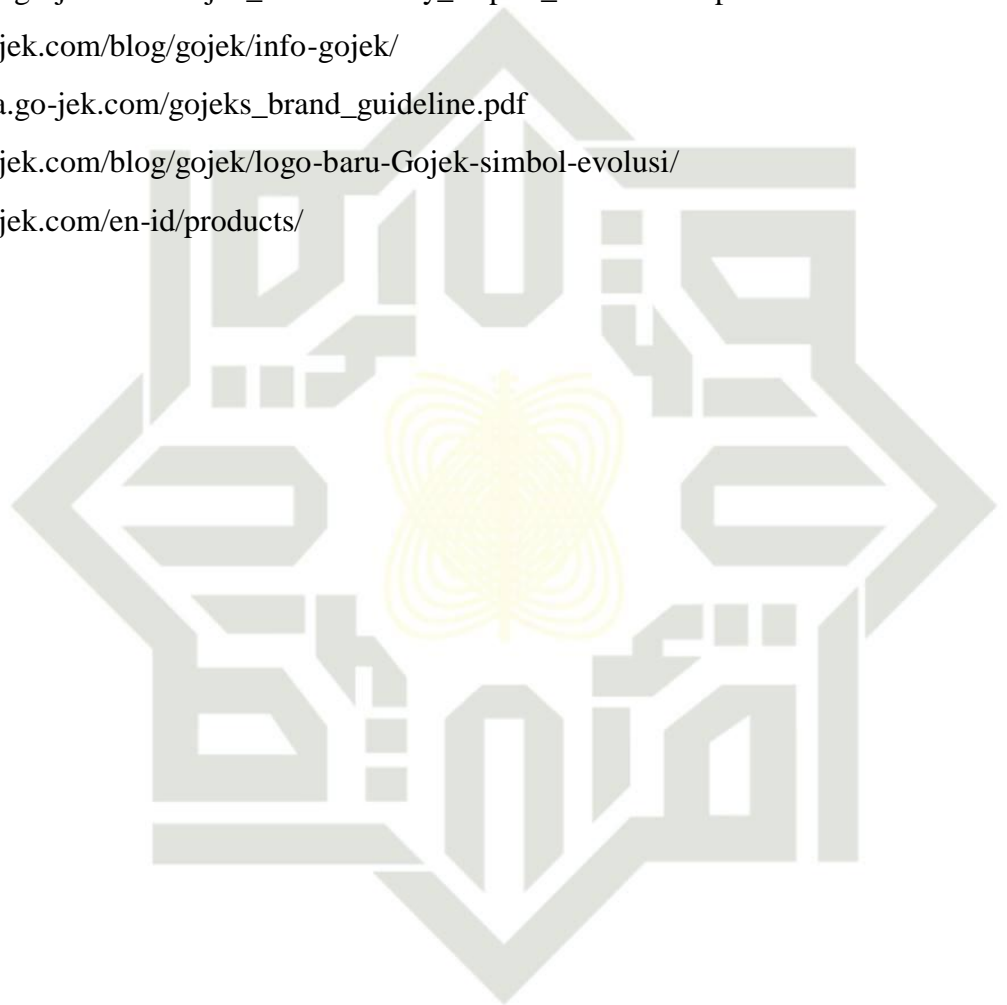 jek.com/blog/gojek/info-gojek/
a.go-jek.com/gojeks_brand_guideline.pdf
jek.com/blog/gojek/logo-baru-Gojek-simbol-evolusi/
jek.com/en-id/products/